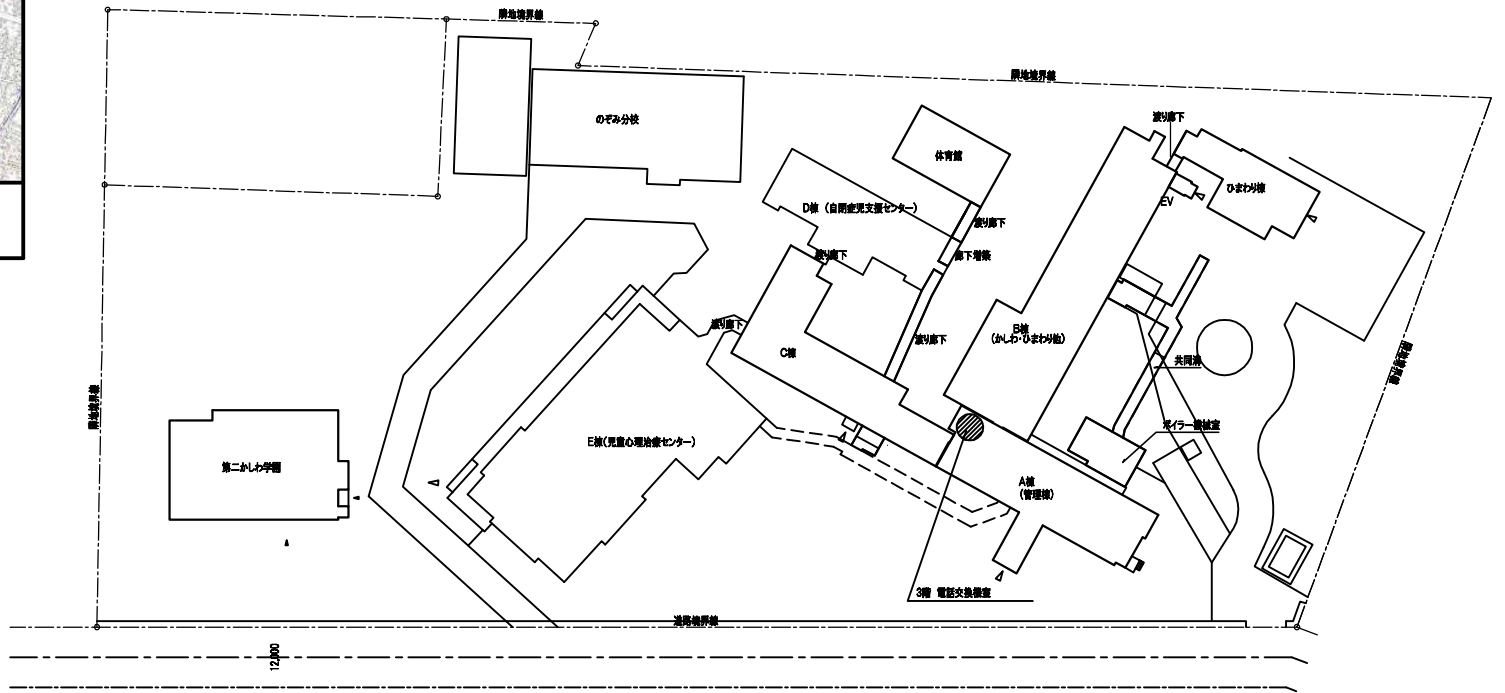 隣地境界線
隣地境界線
のぞみ分校
渡り廊下
体育館
ひまわり棟
EV
D棟（自閉症児支援センター）
渡り廊下
渡り廊下
廊下増築
渡り廊下
渡り廊下
C棟
B棟
（かしわ・ひまわり他）
共同溝
隣地境界線
隣地境界線
ボイラー機械室
E棟（児童心理治療センター）
第二かしわ学園
A棟
（管理棟）
3階 電話交換機室
道路境界線
12,000